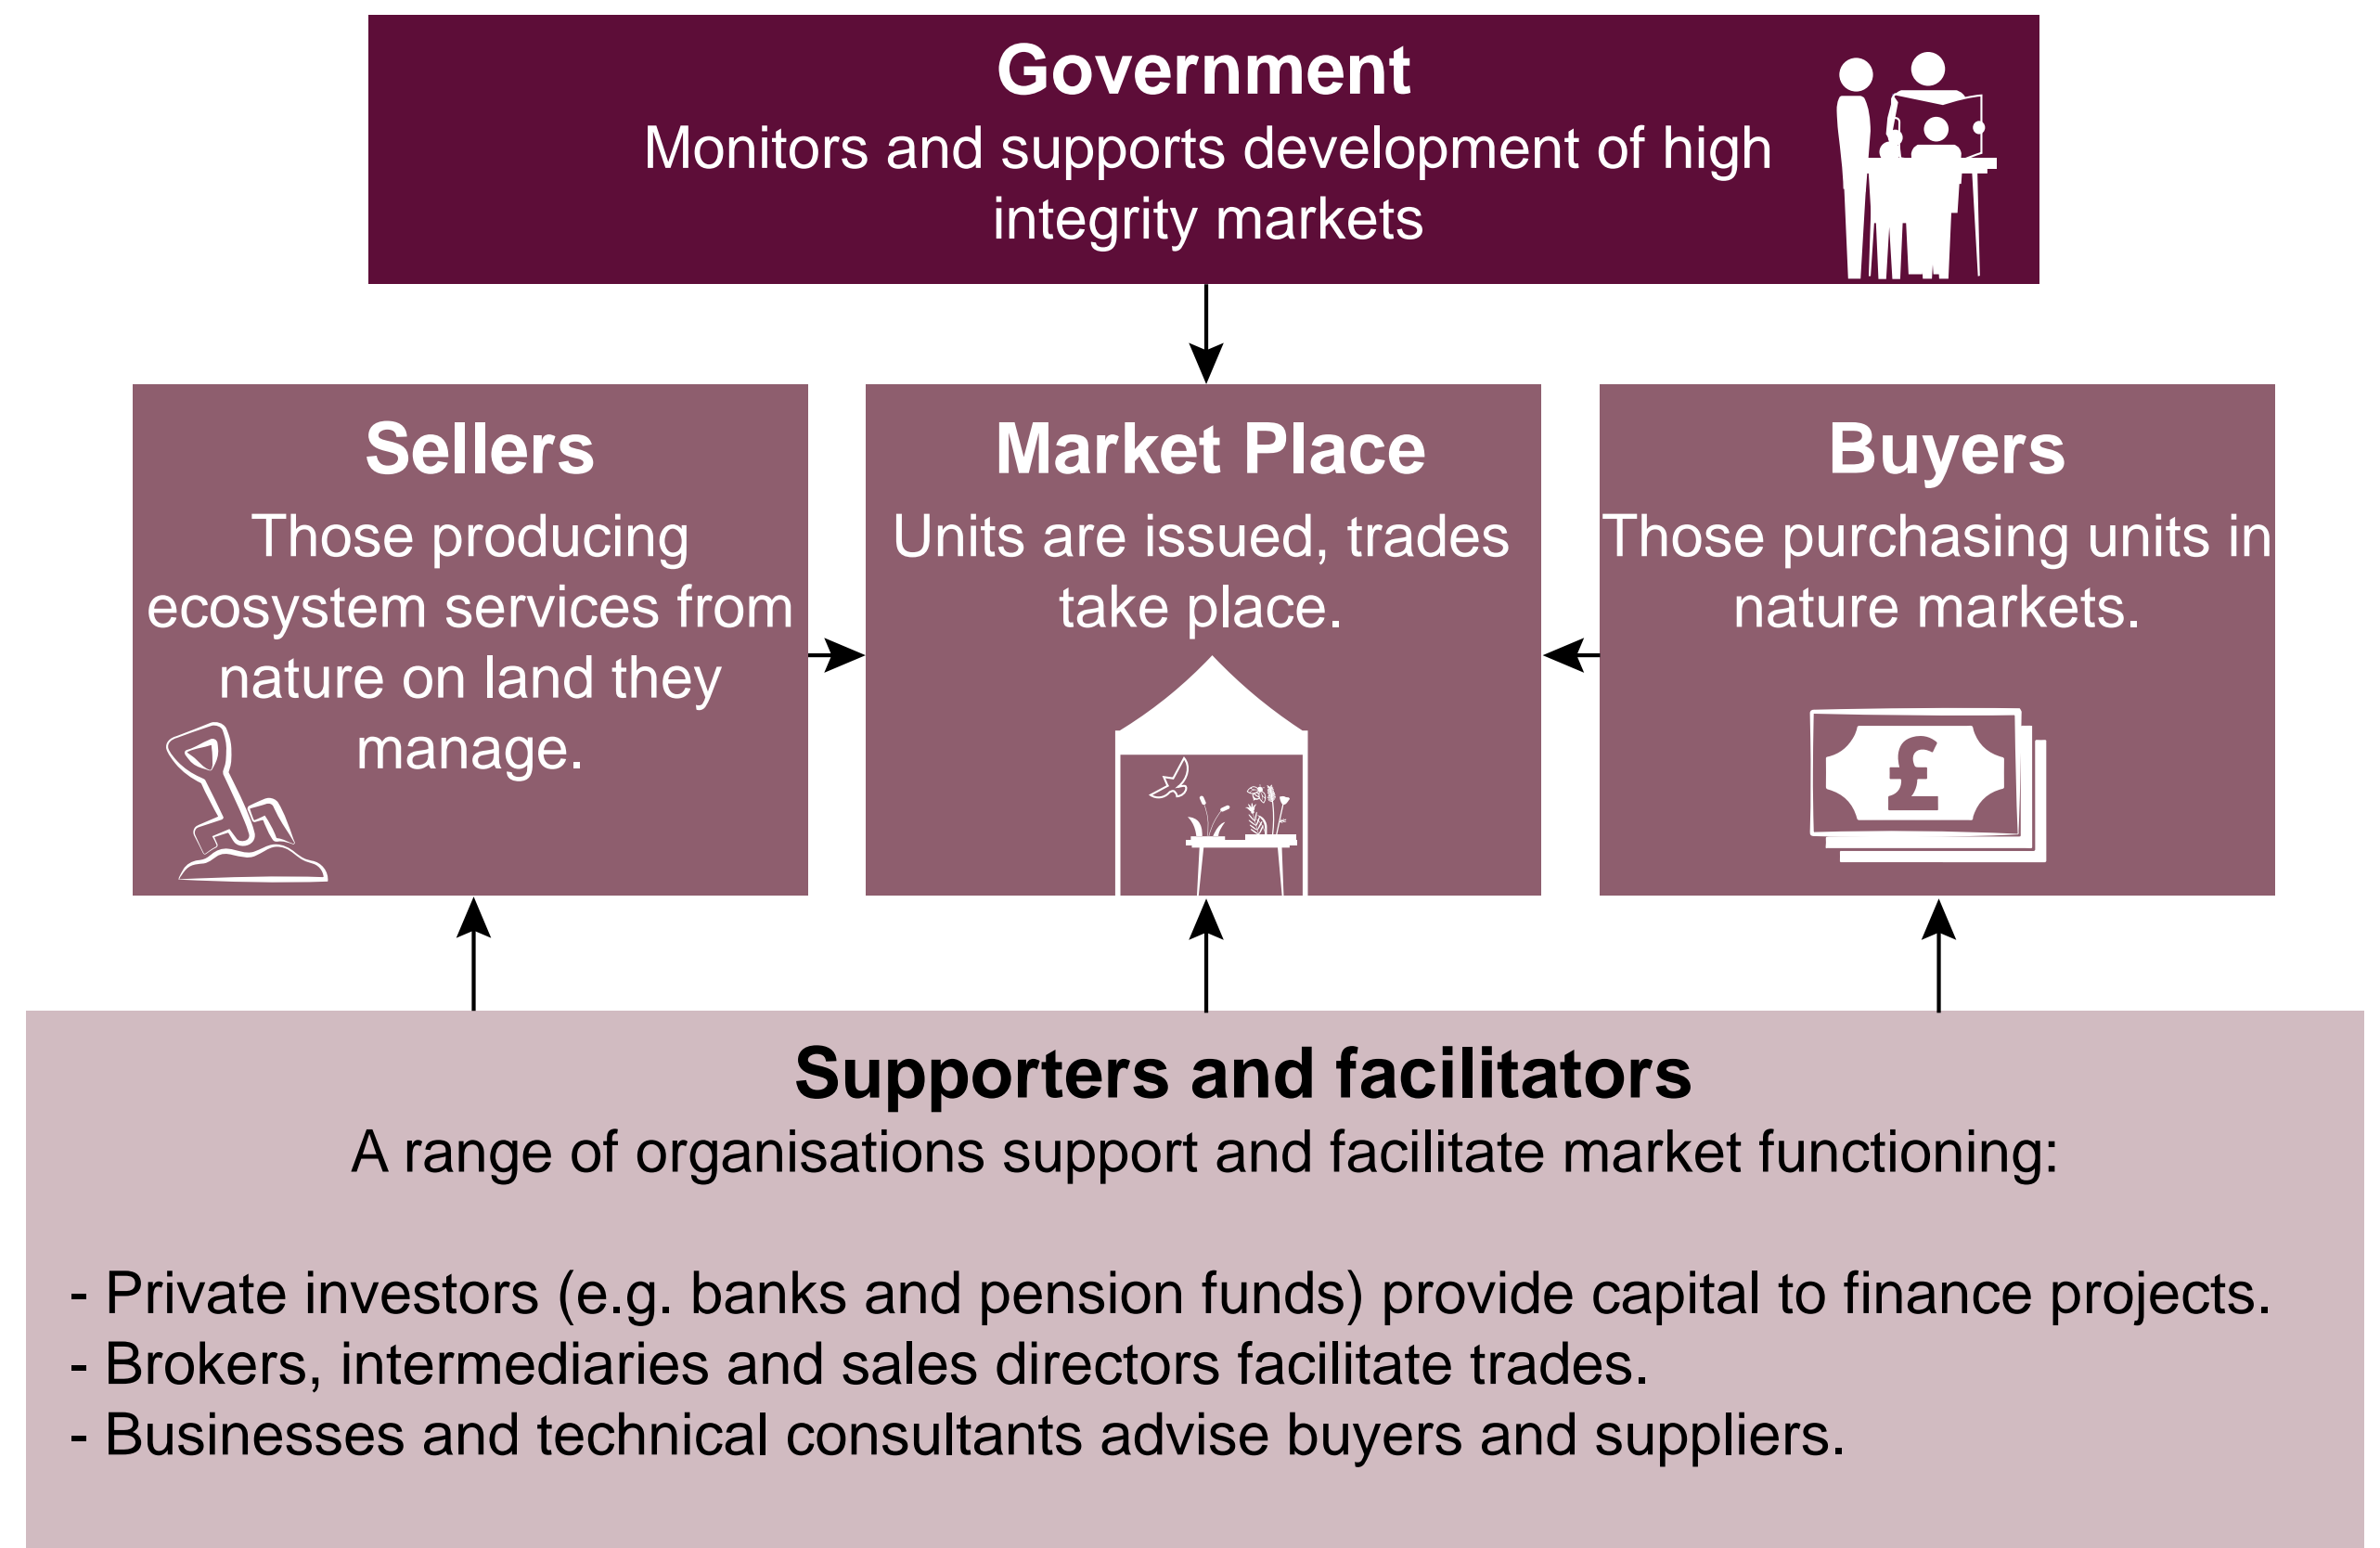 Government
Monitors and supports development of high
integrity markets
Sellers
Those producing
ecosystem services from
nature on land they
manage.
Market Place
Units are issued, trades
take place.
Buyers
Those purchasing units in
nature markets.
£
Supporters and facilitators
A range of organisations support and facilitate market functioning:
- Private investors (e.g. banks and pension funds) provide capital to finance projects.
- Brokers, intermediaries and sales directors facilitate trades.
- Businesses and technical consultants advise buyers and suppliers.